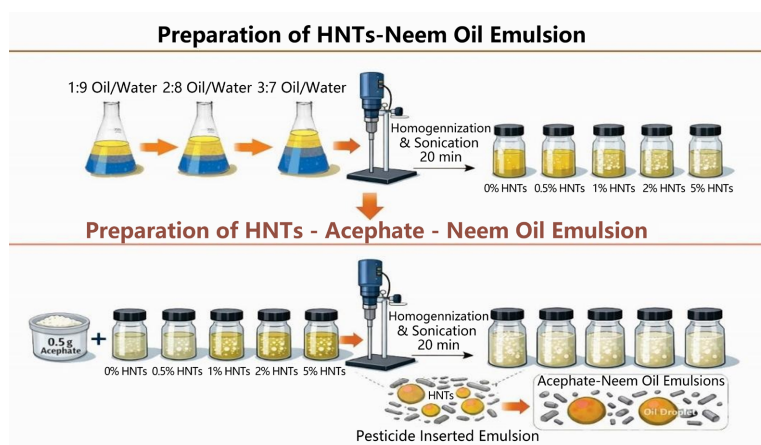 Preparation of HNTs-Neem Oil Emulsion
1:9 Oil/Water 2:8 Oil/Water 3:7 Oil/Water
Homogennization
& Sonication
20 min
0% HNTs 0.5% HNTs 1% HNTs 2% HNTs 5% HNTs
Preparation of HNTs - Acephate - Neem Oil Emulsion
0.5g
Acephate
+
0% HNTs 0.5% HNTs 1% HNTs 2% HNTs 5% HNTs
Homogennization
& Sonication
20 min
HNTs
Pesticide Inserted Emulsion
Acephate-Neem Oil Emulsions
Oil Droplet